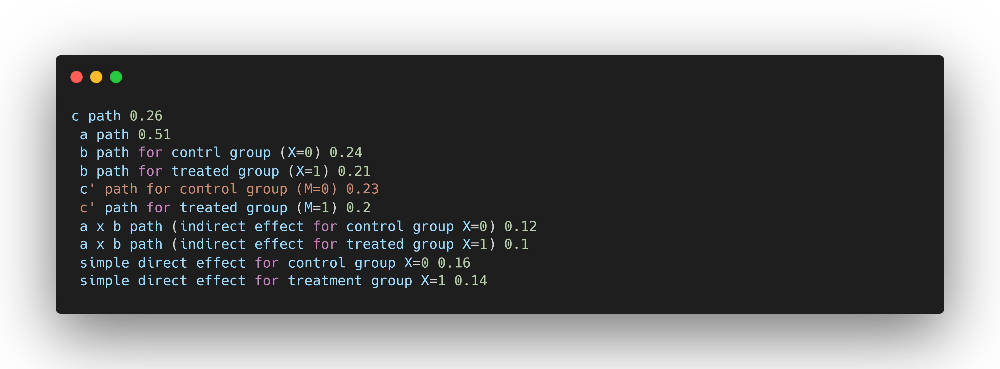 c path 0.26
a path 0.51
b path for contrl group (X=0) 0.24
b path for treated group (X=1) 0.21
c' path for control group (M=0) 0.23
c' path for treated group (M=1) 0.2
a x b path (indirect effect for control group X=0) 0.12
a x b path (indirect effect for treated group X=1) 0.1
simple direct effect for control group X=0 0.16
simple direct effect for treatment group X=1 0.14